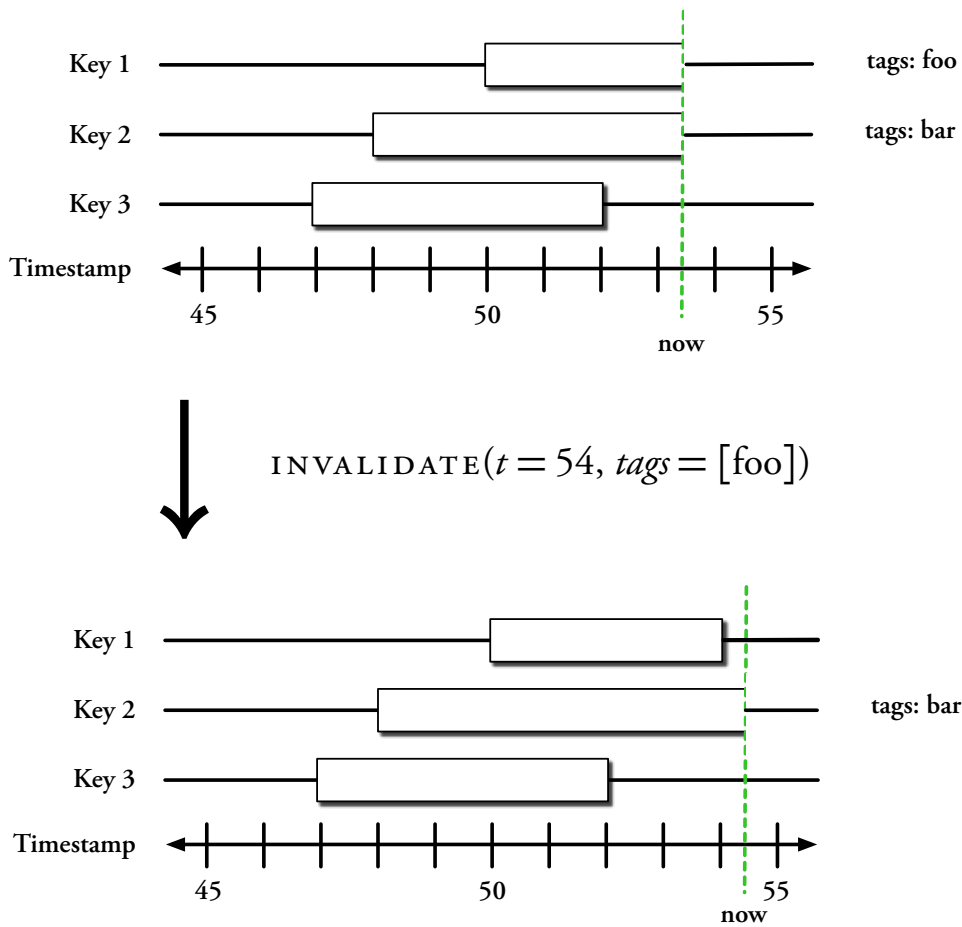 Key 1 tags: foo
Key 2 tags: bar
Key 3
Timestamp
45 50 55
now
INVALIDATE(t = 54, tags = [foo])
Key 1
Key 2 tags: bar
Key 3
Timestamp
45 50 55
now